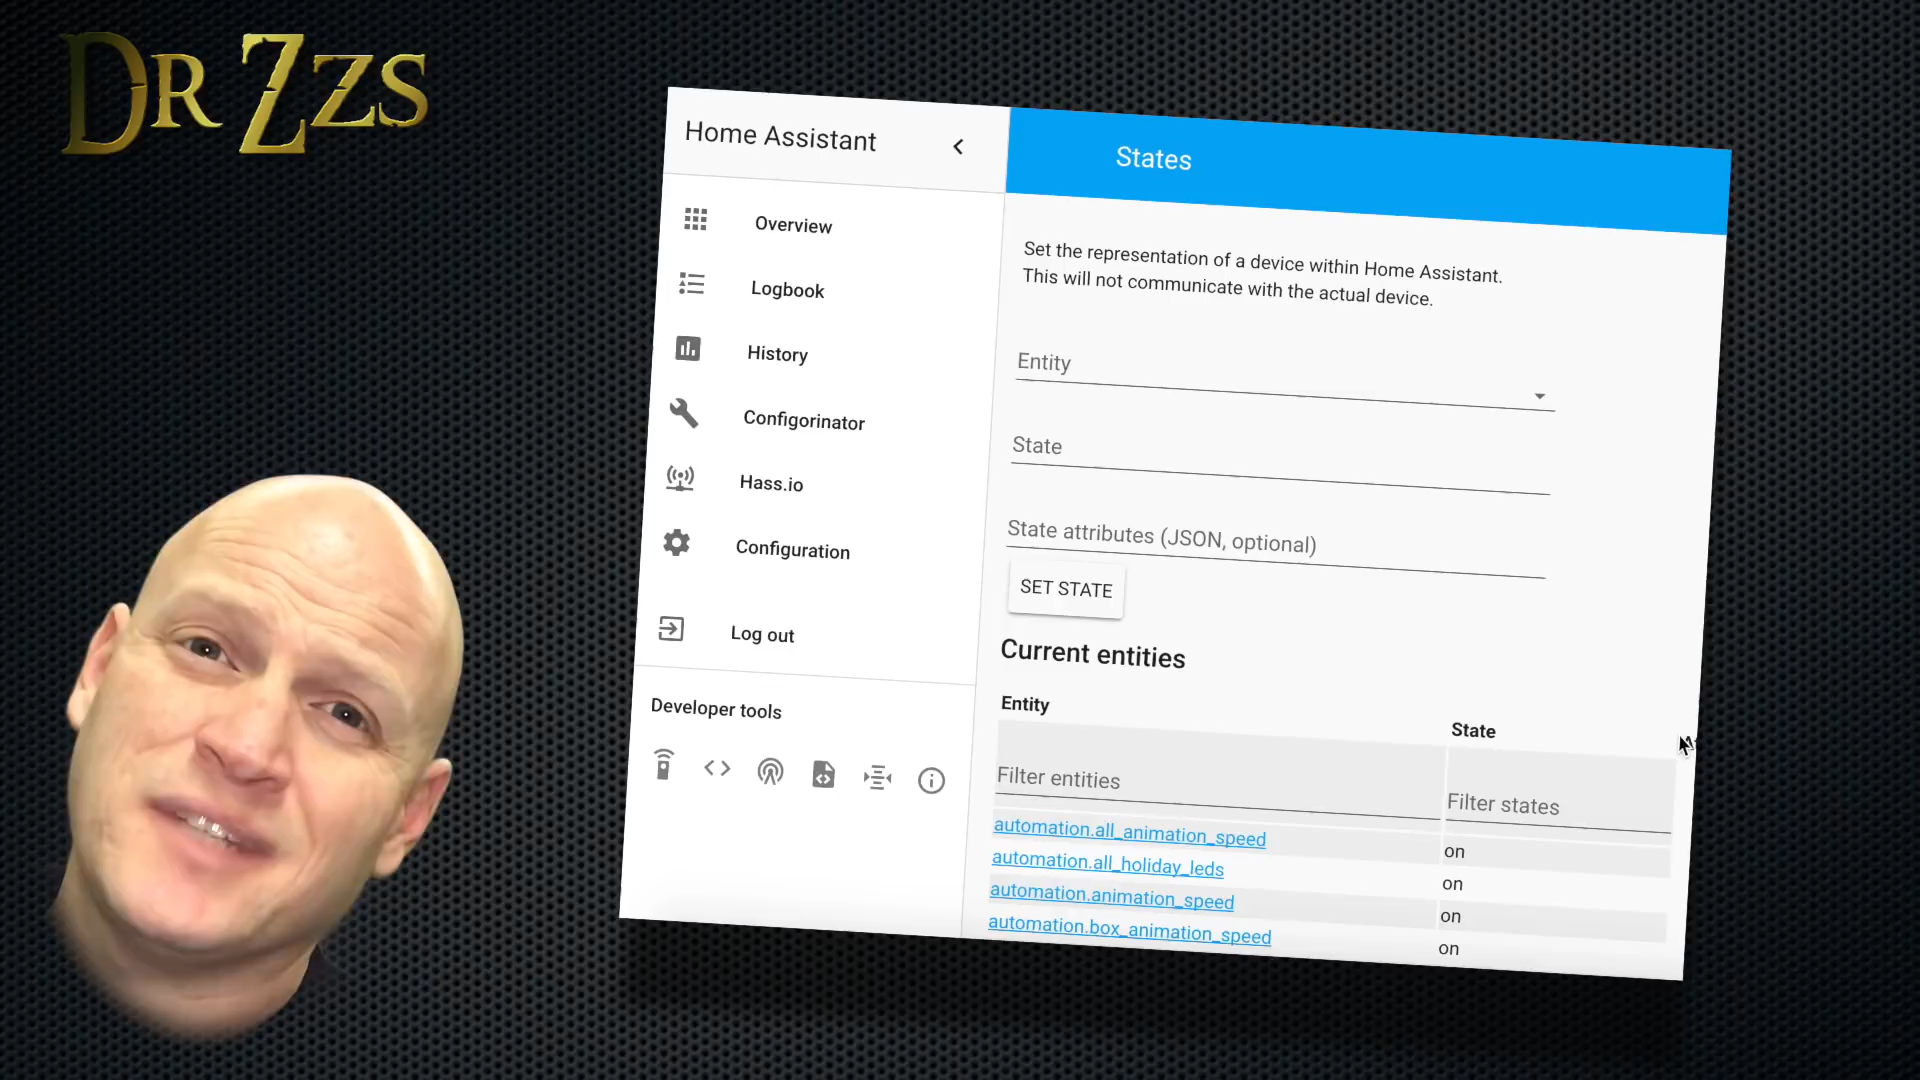 DR ZZS
Home Assistant
States
Overview
Logbook
History
Configorinator
Hass.io
Configuration
Log out
Developer tools
Set the representation of a device within Home Assistant.
This will not communicate with the actual device.
Entity
State
State attributes (JSON, optional)
SET STATE
Current entities
Entity
State
Filter entities
Filter states
automation.all_animation_speed
on
automation.all_holiday_leds
on
automation.animation_speed
on
automation.box_animation_speed
on